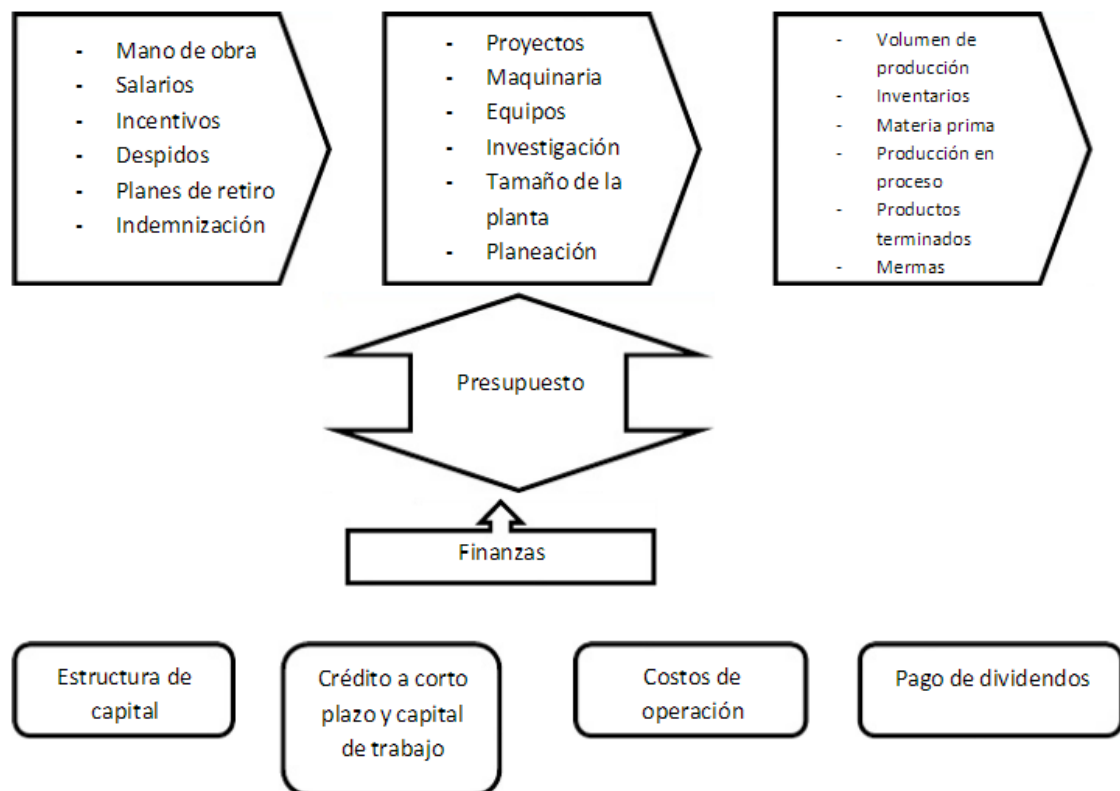 - Mano de obra
- Salarios
- Incentivos
- Despidos
- Planes de retiro
- Indemnización
- Proyectos
- Maquinaria
- Equipos
- Investigación
- Tamaño de la
planta
- Planeación
- Volumen de
producción
- Inventarios
- Materia prima
- Producción en
proceso
- Productos
terminados
- Mermas
Presupuesto
Finanzas
Estructura de
capital
Crédito a corto
plazo y capital
de trabajo
Costos de
operación
Pago de dividendos